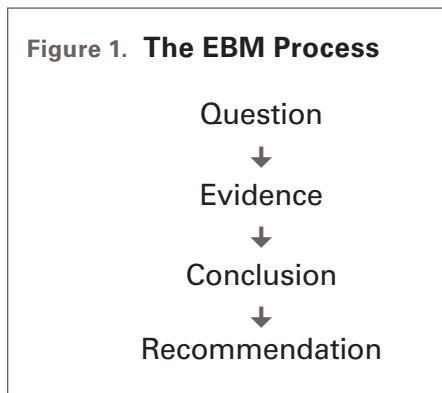 Figure 1. The EBM Process
Question
Evidence
Conclusion
Recommendation